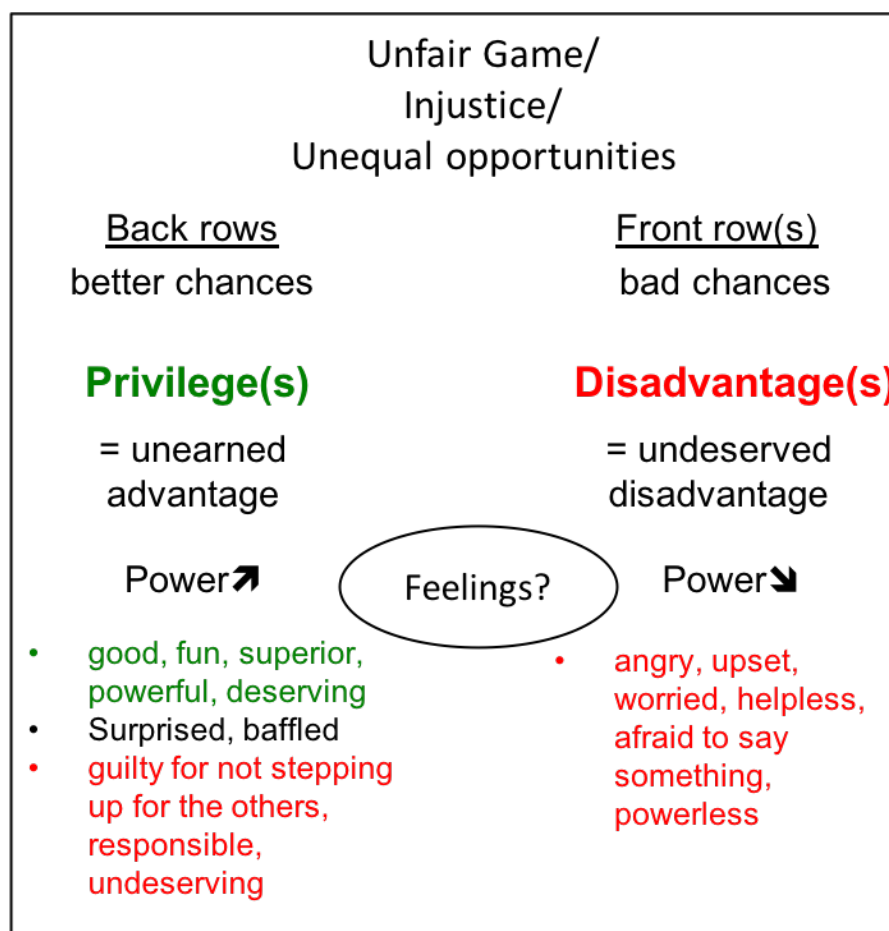 Unfair Game/
Injustice/
Unequal opportunities
Back rows
better chances
Privilege(s)
= unearned
advantage
Power↗
• good, fun, superior,
powerful, deserving
• Surprised, baffled
• guilty for not stepping
up for the others,
responsible,
undeserving
Feelings?
Front row(s)
bad chances
Disadvantage(s)
= undeserved
disadvantage
Power↘
• angry, upset,
worried, helpless,
afraid to say
something,
powerless